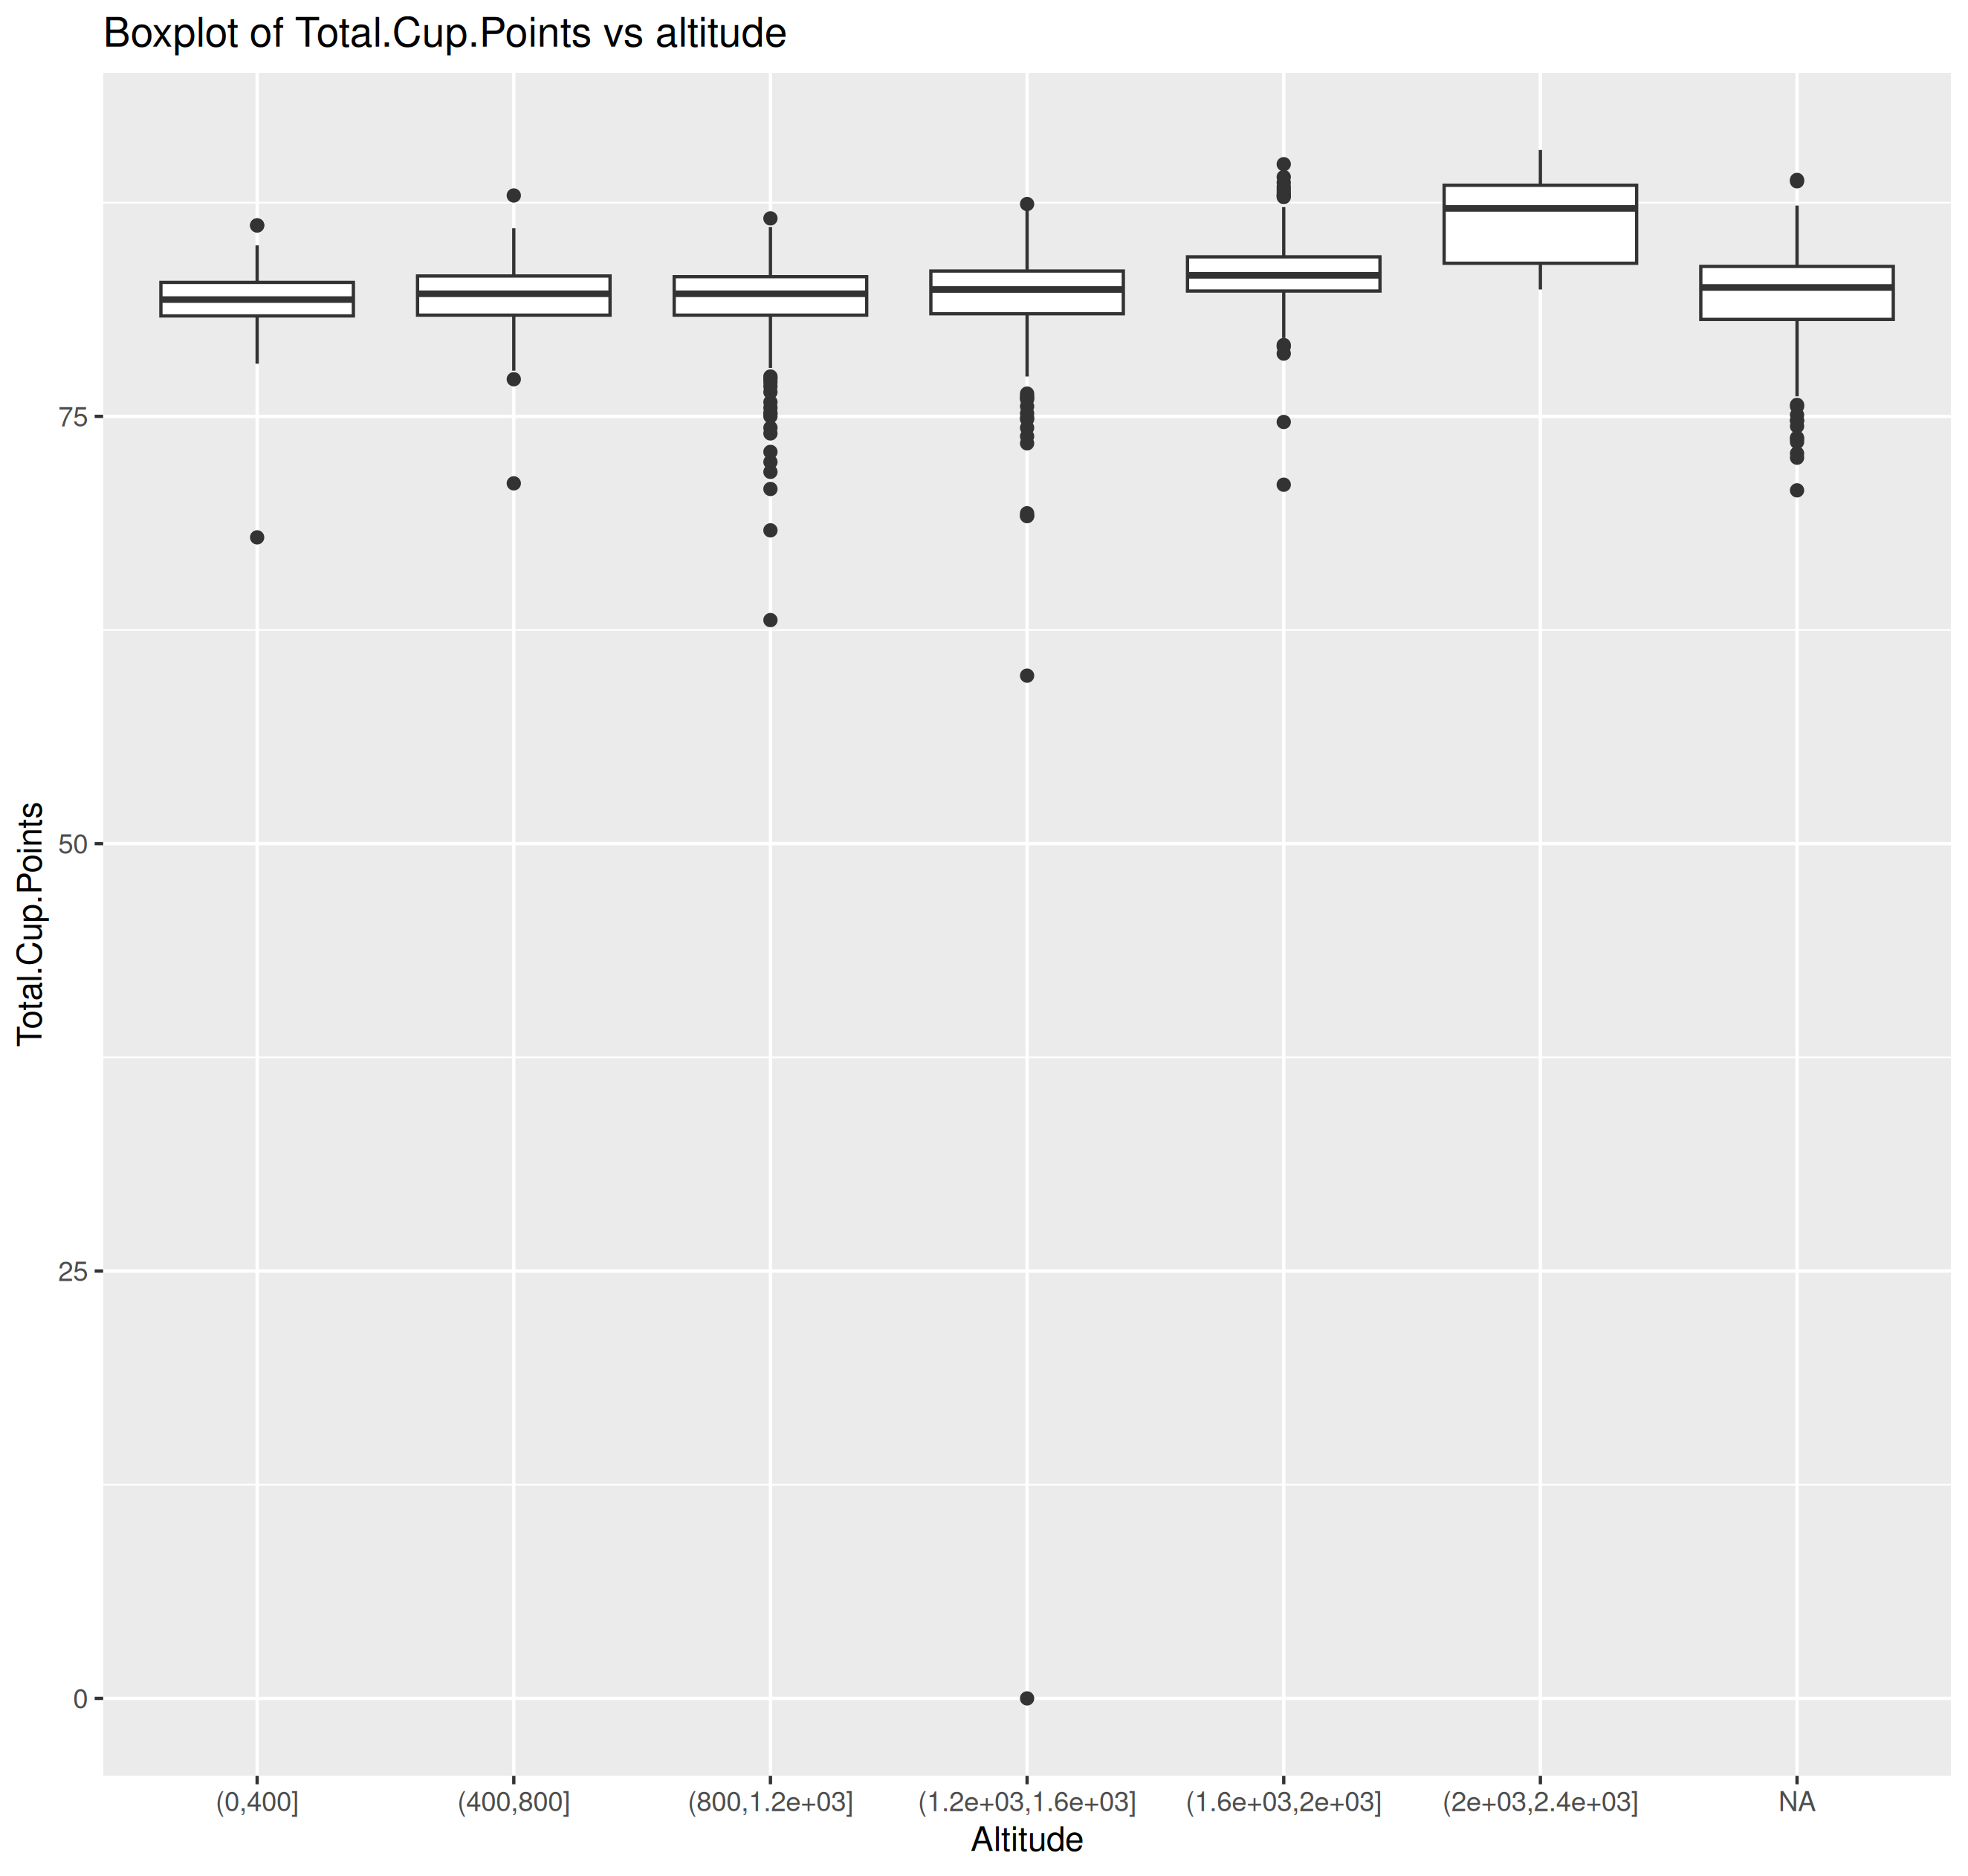 Boxplot of Total.Cup.Points vs altitude
Total.Cup.Points
75
50
25
0
(0,400] (400,800] (800,1.2e+03] (1.2e+03,1.6e+03] (1.6e+03,2e+03] (2e+03,2.4e+03] NA
Altitude